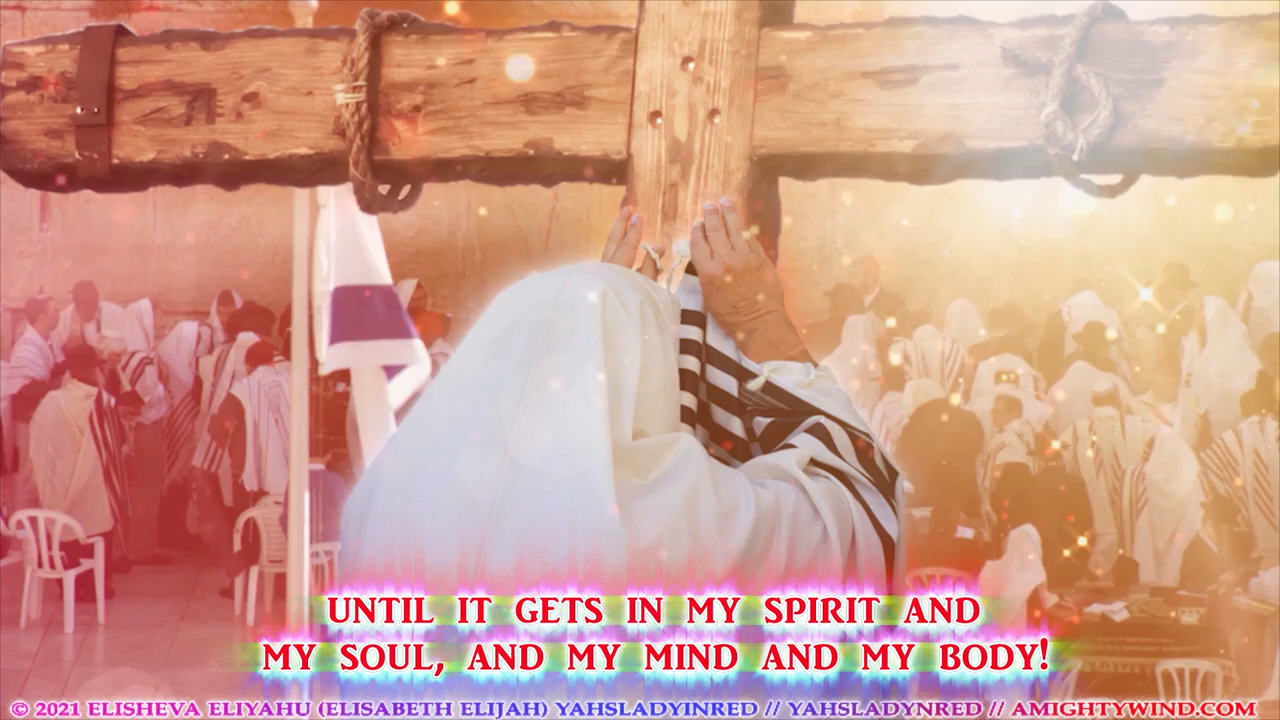 UNTIL IT GETS IN MY SPIRIT AND
MY SOUL, AND MY MIND AND MY BODY!
© 2021 ELISHEVA ELIYAHU (ELISABETH ELIJAH) YAHSLADYINRED // YAHSLADYNRED // AMIGHTYWIND.COM